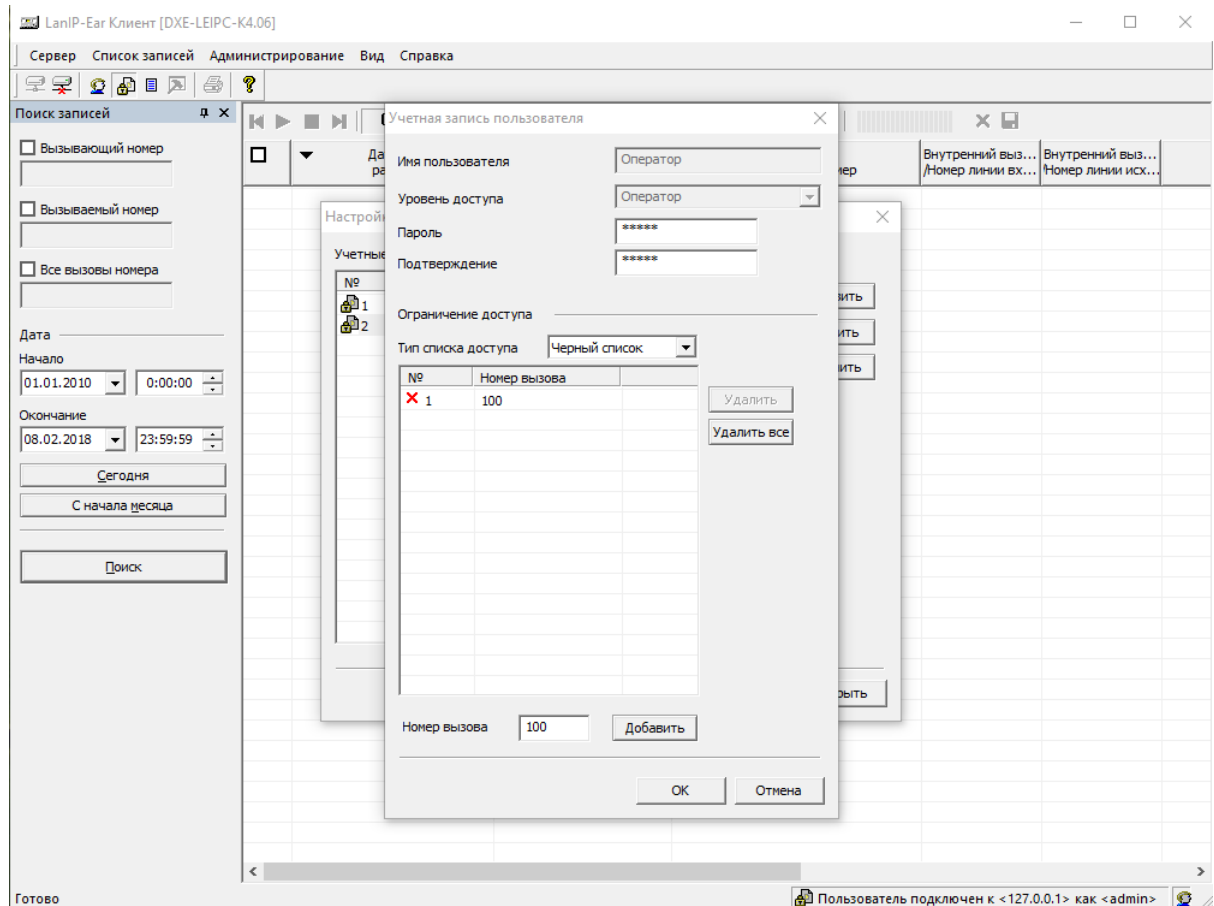 LanIP-Ear Клиент [DXE-LEIPC-K4.06]
Сервер Список записей Администрирование Вид Справка
Поиск записей
Вызывающий номер
Вызываемый номер
Все вызовы номера
Дата
Начало
01.01.2010 0:00:00
Окончание
08.02.2018 23:59:59
Сегодня
С начала месяца
Поиск
Внутренний выз... Внутренний выз...
/Номер линии вх... /Номер линии исх...
Учетные
№
1
2
Учетная запись пользователя
Имя пользователя Оператор
Уровень доступа Оператор
Пароль *****
Подтверждение *****
Ограничение доступа
Тип списка доступа Черный список
№ Номер вызова
1 100
Удалить
Удалить все
Номер вызова 100 Добавить
OK Отмена
Готово
Пользователь подключен к <127.0.0.1> как <admin>